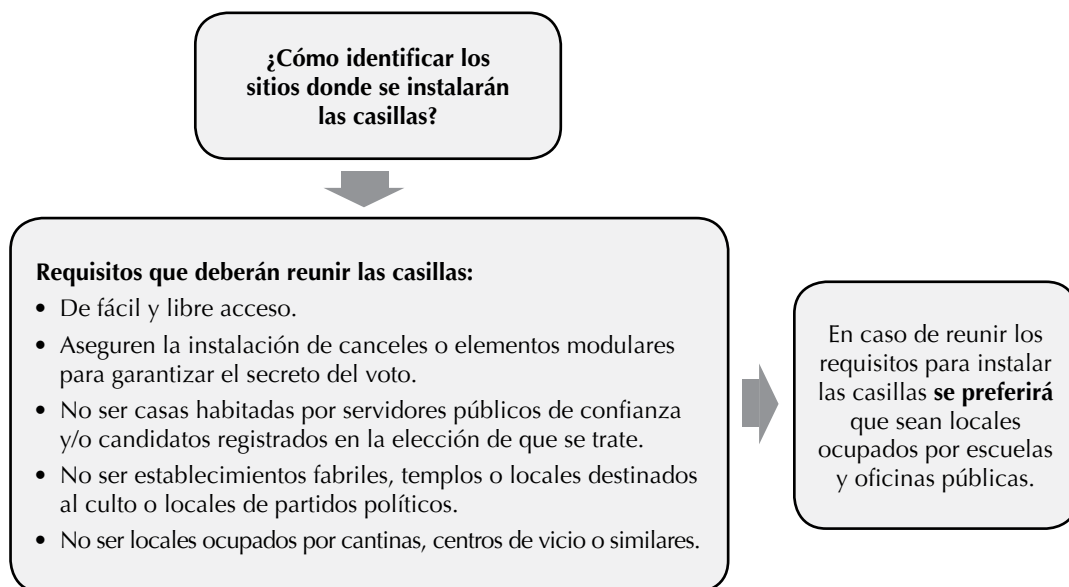 ¿Cómo identificar los
sitios donde se instalarán
las casillas?
Requisitos que deberán reunir las casillas:
• De fácil y libre acceso.
• Aseguren la instalación de canceles o elementos modulares
para garantizar el secreto del voto.
• No ser casas habitadas por servidores públicos de confianza
y/o candidatos registrados en la elección de que se trate.
• No ser establecimientos fabriles, templos o locales destinados
al culto o locales de partidos políticos.
• No ser locales ocupados por cantinas, centros de vicio o similares.
En caso de reunir los
requisitos para instalar
las casillas se preferirá
que sean locales
ocupados por escuelas
y oficinas públicas.